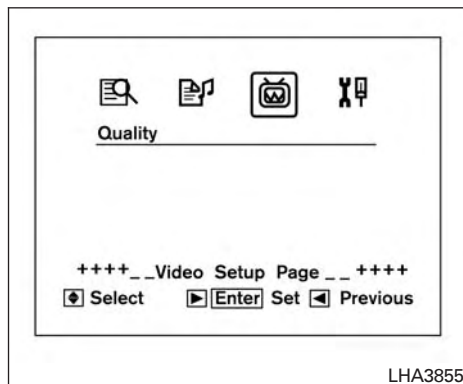 Quality
++++_ _Video Setup Page _ _ ++++
Select Enter Set Previous
LHA3855